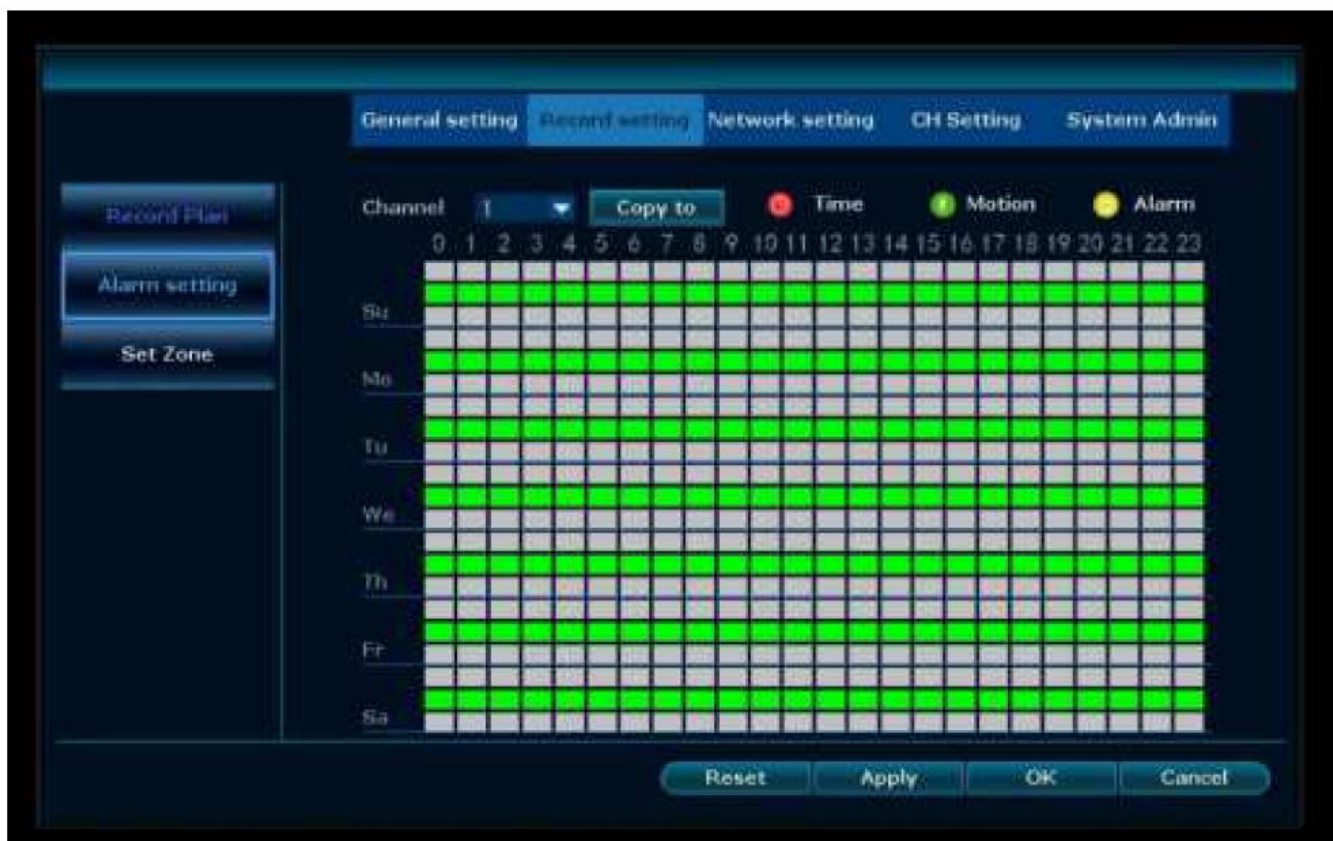 General setting Record setting Network setting CH Setting System Admin
Record Plan
Alarm setting
Set Zone
Channel 1 Copy to Time Motion Alarm
0 1 2 3 4 5 6 7 8 9 10 11 12 13 14 15 16 17 18 19 20 21 22 23
Su
Mo
Tu
We
Th
Fr
Sa
Reset Apply OK Cancel